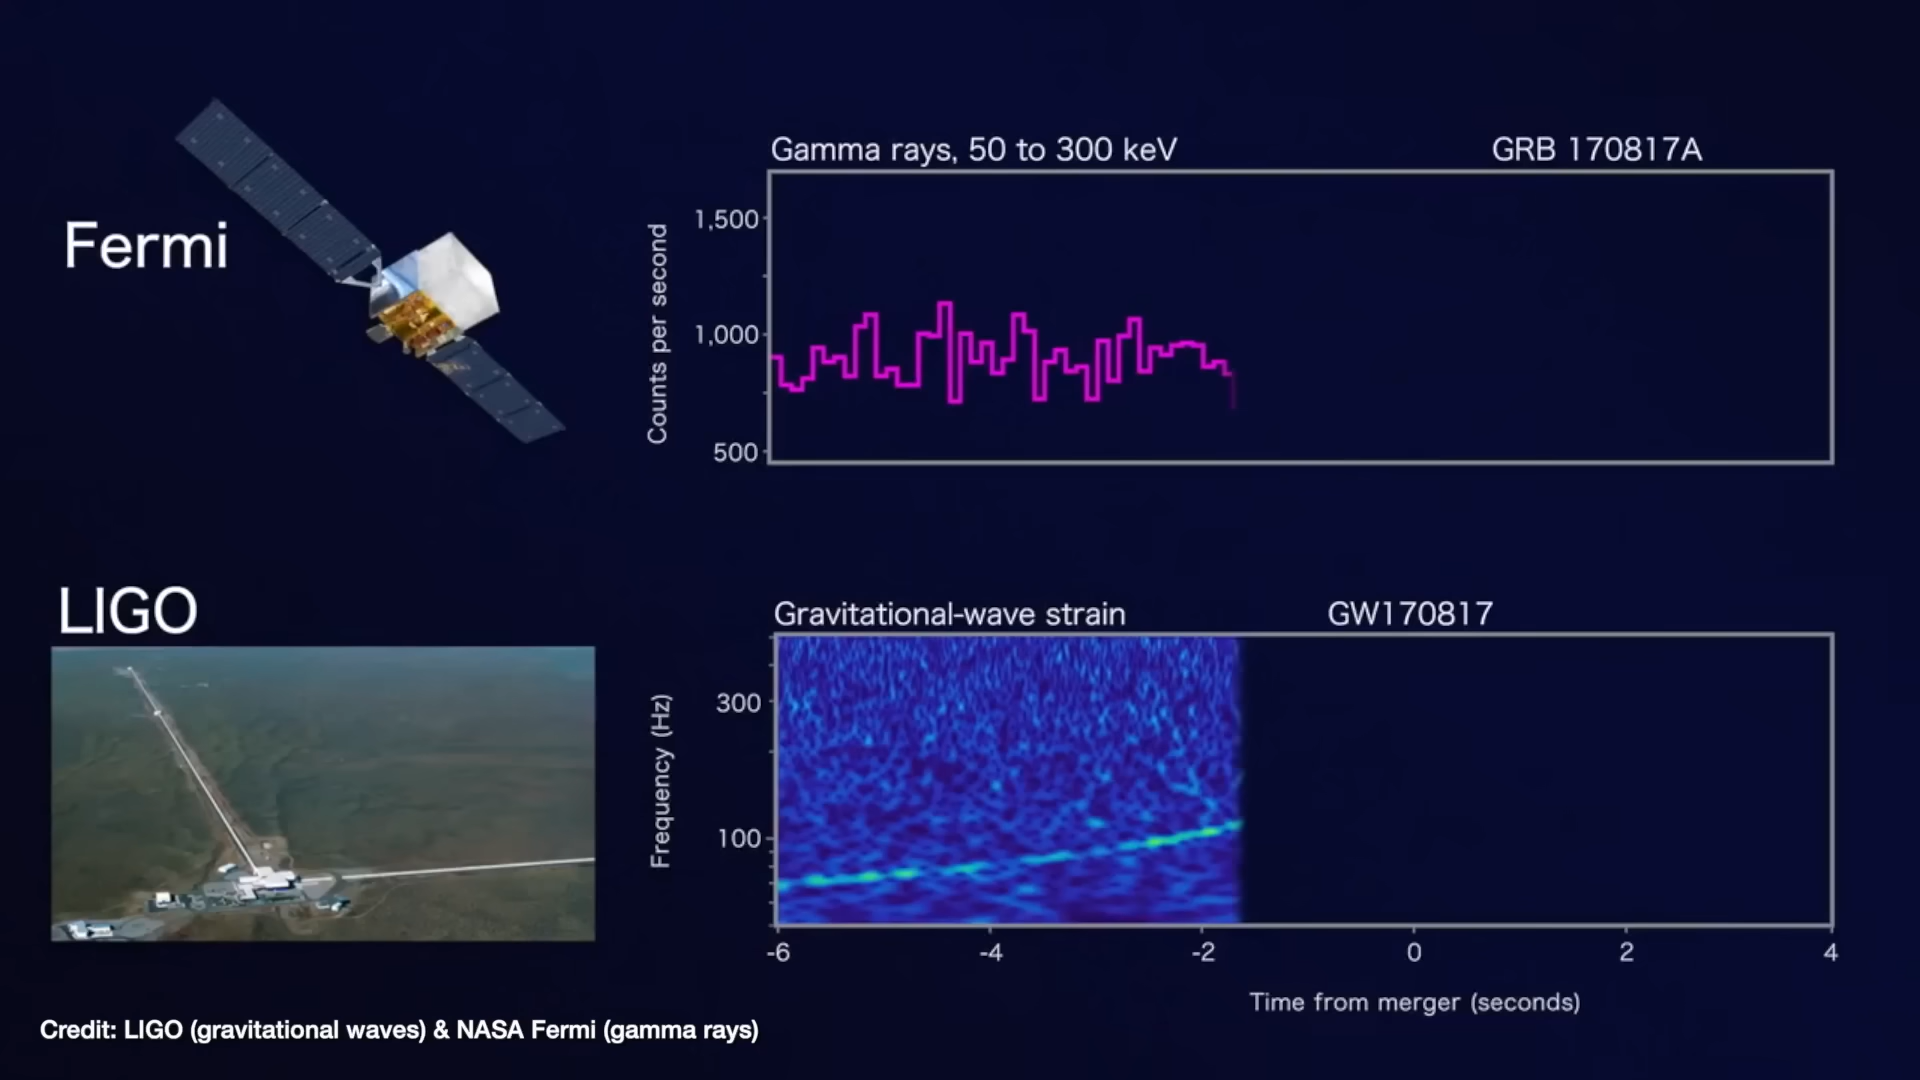 Gamma rays, 50 to 300 keV
GRB 170817A
Fermi
Counts per second
1,500
1,000
500
LIGO
Gravitational-wave strain
GW170817
Frequency (Hz)
300
100
-6
-4
-2
0
2
4
Time from merger (seconds)
Credit: LIGO (gravitational waves) & NASA Fermi (gamma rays)